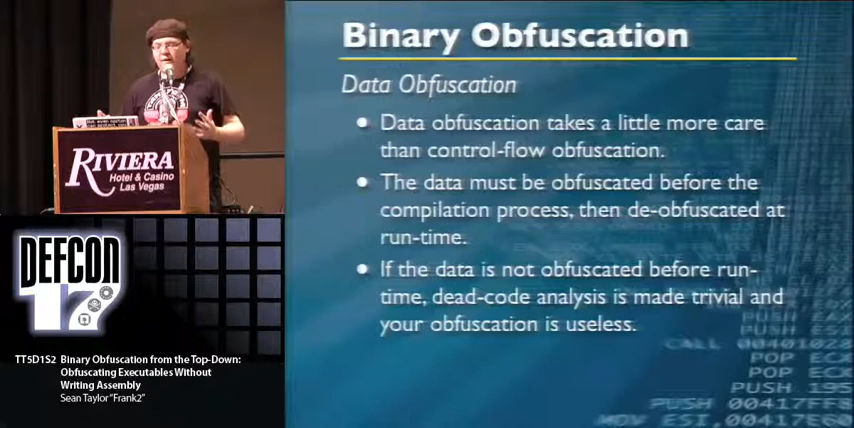 Binary Obfuscation
Data Obfuscation
Data obfuscation takes a little more care
than control-flow obfuscation.
The data must be obfuscated before the
compilation process, then de-obfuscated at
run-time.
If the data is not obfuscated before run-
time, dead-code analysis is made trivial and
your obfuscation is useless.
RIVIERA
Hotel & Casino
Las Vegas
DEFCON
17
TT5D1S2 Binary Obfuscation from the Top-Down:
Obfuscating Executables Without
Writing Assembly
Sean Taylor "Frank2"
PUSH EAX
PUSH ESI
CALL 00401028
POP ECX
POP ECX
PUSH 195
PUSH 00417FF8
MOV ESI,00417E60